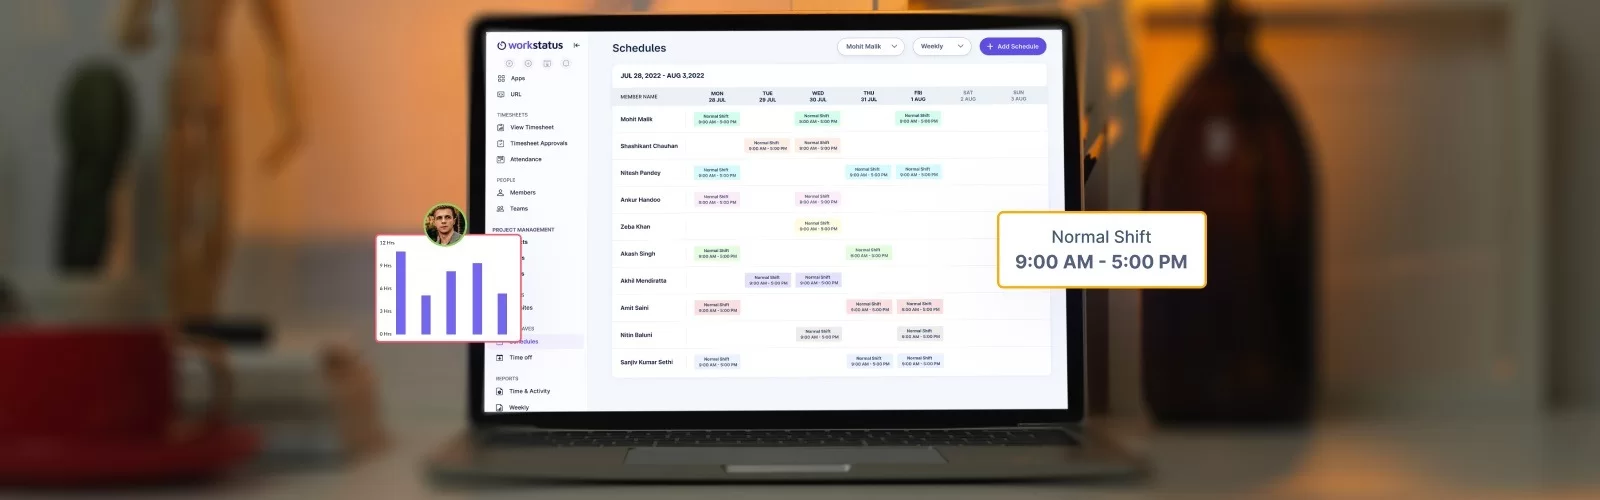 workstatus
Apps
URL
TIMESHEETS
View Timesheet
Timesheet Approvals
Attendance
PEOPLE
Members
Teams
PROJECT MANAGEMENT
Schedules
Time off
REPORTS
Time & Activity
Weekly
12 Hrs
9 Hrs
6 Hrs
3 Hrs
0 Hrs
Schedules
Mohit Malik
Weekly
+ Add Schedule
JUL 28, 2022 - AUG 3,2022
MEMBER NAME MON TUE WED THU FRI SAT SUN
28 JUL 29 JUL 30 JUL 31 JUL 1 AUG 2 AUG 3 AUG
Mohit Malik Normal Shift Normal Shift Normal Shift
9:00 AM - 5:00 PM 9:00 AM - 5:00 PM 9:00 AM - 5:00 PM
Shashikant Chauhan Normal Shift Normal Shift
9:00 AM - 5:00 PM 9:00 AM - 5:00 PM
Nitesh Pandey Normal Shift Normal Shift Normal Shift
9:00 AM - 5:00 PM 9:00 AM - 5:00 PM 9:00 AM - 5:00 PM
Ankur Handoo Normal Shift Normal Shift
9:00 AM - 5:00 PM 9:00 AM - 5:00 PM
Zeba Khan Normal Shift
9:00 AM - 5:00 PM
Akash Singh Normal Shift Normal Shift
9:00 AM - 5:00 PM 9:00 AM - 5:00 PM
Akhil Mendiratta Normal Shift Normal Shift
9:00 AM - 5:00 PM 9:00 AM - 5:00 PM
Amit Saini Normal Shift Normal Shift Normal Shift
9:00 AM - 5:00 PM 9:00 AM - 5:00 PM 9:00 AM - 5:00 PM
Nitin Baluni Normal Shift Normal Shift
9:00 AM - 5:00 PM 9:00 AM - 5:00 PM
Sanjiv Kumar Sethi Normal Shift Normal Shift Normal Shift
9:00 AM - 5:00 PM 9:00 AM - 5:00 PM 9:00 AM - 5:00 PM
Normal Shift
9:00 AM - 5:00 PM